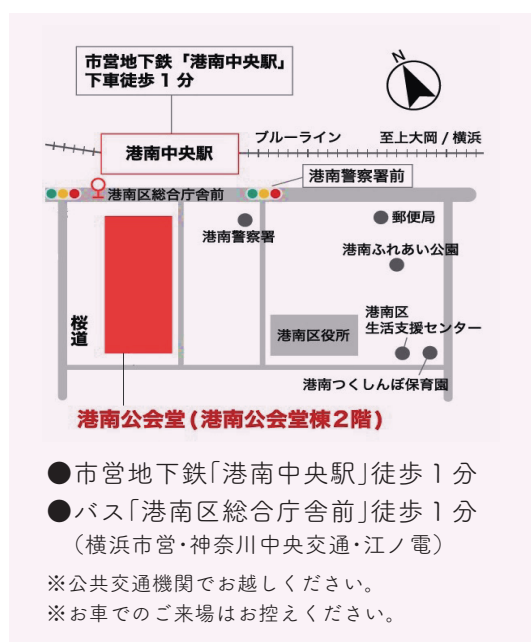 市営地下鉄「港南中央駅」
下車徒歩1分
N
港南中央駅
ブルーライン
至上大岡/横浜
港南警察署前
港南区総合庁舎前
郵便局
港南警察署
港南ふれあい公園
桜道
港南区役所
港南区
生活支援センター
港南つくしんぼ保育園
港南公会堂(港南公会堂棟2階)
●市営地下鉄「港南中央駅」徒歩1分
●バス「港南区総合庁舎前」徒歩1分
(横浜市営・神奈川中央交通・江ノ電)
※公共交通機関でお越しください。
※お車でのご来場はお控えください。